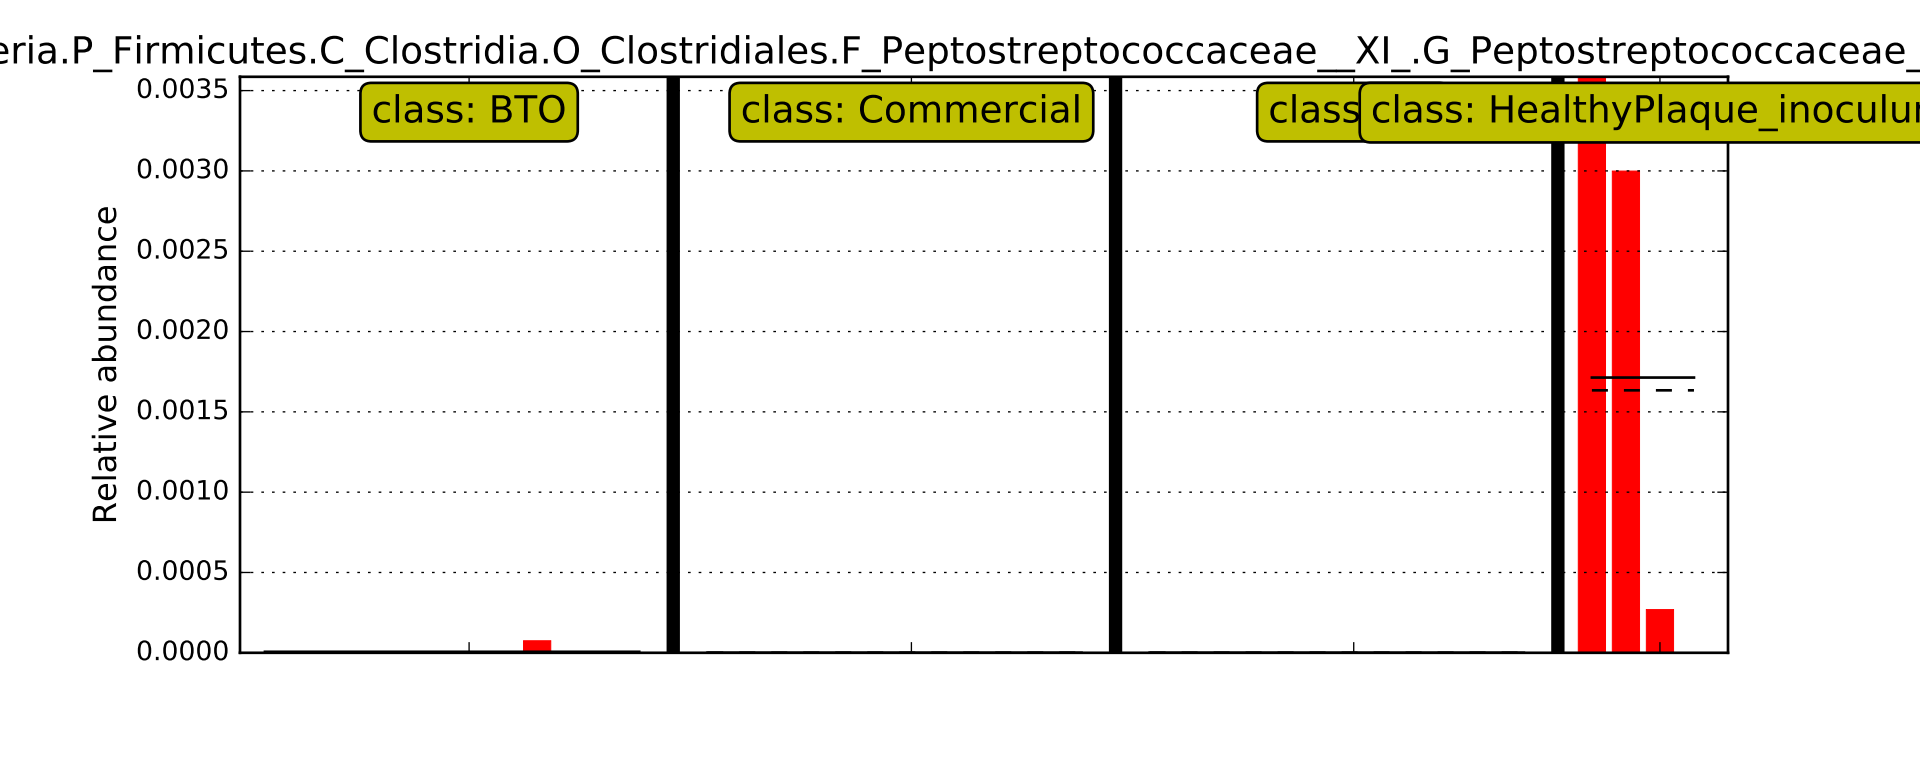 eria.P_Firmicutes.C_Clostridia.O_Clostridiales.F_Peptostreptococcaceae__XI_.G_Peptostreptococcaceae_
0.0035
class: BTO
class: Commercial
class
class: HealthyPlaque_inoculu
0.0030
0.0025
0.0020
0.0015
0.0010
0.0005
0.0000
Relative abundance